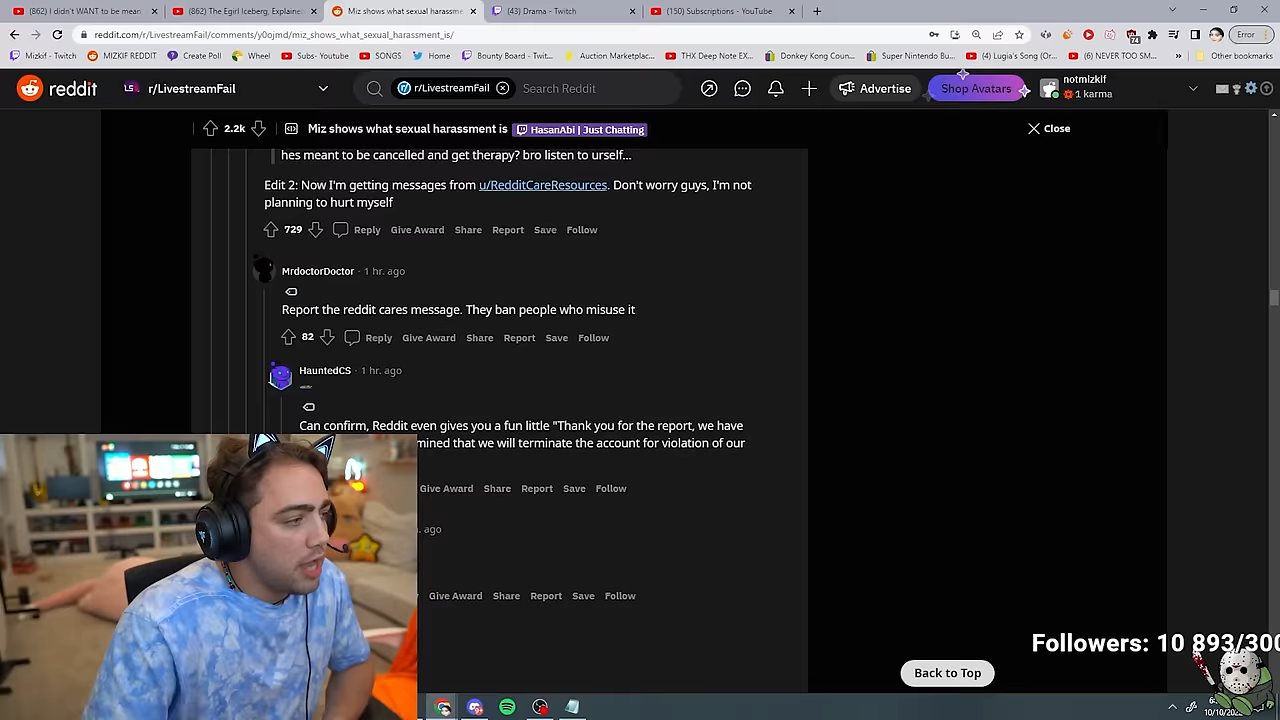 (862) I didn't WANT to be mean,
(862) The Egirl Iceberg, Explaine
Miz shows what sexual harassme
(43) Drama - Twitch
(150) Subscriptions - YouTube
reddit.com/r/LivestreamFail/comments/y0ojmd/miz_shows_what_sexual_harassment_is/
Error
Mizkif - Twitch
MIZKIF REDDIT
Create Poll
Wheel
Subs- Youtube
SONGS
Home
Bounty Board - Twit...
Auction Marketplac...
THX Deep Note EX...
Donkey Kong Coun...
Super Nintendo Bu...
(4) Lugia's Song (Or...
(6) NEVER TOO SM...
Other bookmarks
reddit
r/LivestreamFail
r/LivestreamFail
Search Reddit
Advertise
Shop Avatars
notmizkif
1 karma
2.2k
Miz shows what sexual harassment is
HasanAbi | Just Chatting
Close
hes meant to be cancelled and get therapy? bro listen to urself...
Edit 2: Now I'm getting messages from u/RedditCareResources. Don't worry guys, I'm not
planning to hurt myself
729 Reply Give Award Share Report Save Follow
MrdoctorDoctor · 1 hr. ago
Report the reddit cares message. They ban people who misuse it
82 Reply Give Award Share Report Save Follow
HauntedCS · 1 hr. ago
Can confirm, Reddit even gives you a fun little "Thank you for the report, we have
mined that we will terminate the account for violation of our
Give Award Share Report Save Follow
ago
Give Award Share Report Save Follow
Followers: 10 893/300
Back to Top